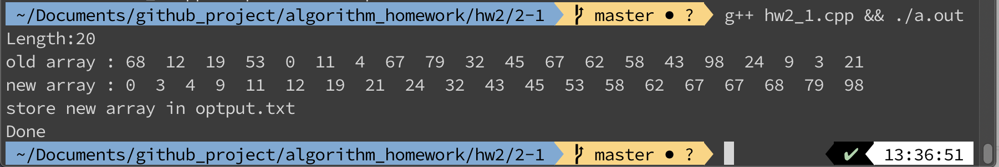 ~/Documents/github_project/algorithm_homework/hw2/2-1 master ● ? g++ hw2_1.cpp && ./a.out
Length:20
old array : 68 12 19 53 0 11 4 67 79 32 45 67 62 58 43 98 24 9 3 21
new array : 0 3 4 9 11 12 19 21 24 32 43 45 53 58 62 67 67 68 79 98
store new array in optput.txt
Done
~/Documents/github_project/algorithm_homework/hw2/2-1 master ● ? ✔ 13:36:51